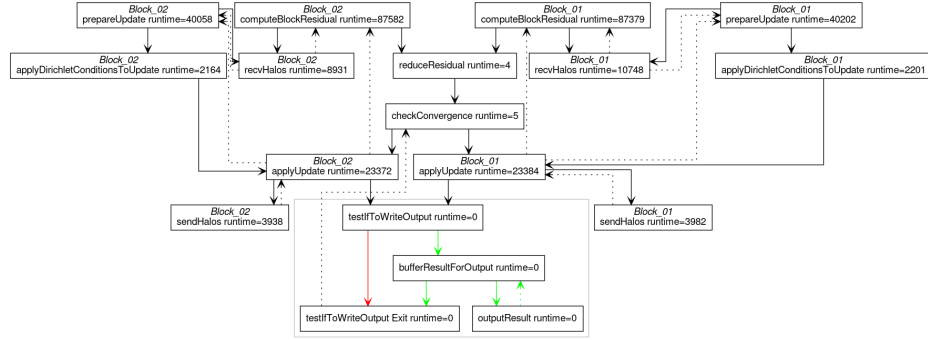 Block_02
prepareUpdate runtime=40058
Block_02
computeBlockResidual runtime=87582
Block_01
computeBlockResidual runtime=87379
Block_01
prepareUpdate runtime=40202
Block_02
applyDirichletConditionsToUpdate runtime=2164
Block_02
recvHalos runtime=8931
reduceResidual runtime=4
Block_01
recvHalos runtime=10748
Block_01
applyDirichletConditionsToUpdate runtime=2201
checkConvergence runtime=5
Block_02
applyUpdate runtime=23372
Block_01
applyUpdate runtime=23384
Block_02
sendHalos runtime=3938
testIfToWriteOutput runtime=0
Block_01
sendHalos runtime=3982
bufferResultForOutput runtime=0
testIfToWriteOutput Exit runtime=0
outputResult runtime=0